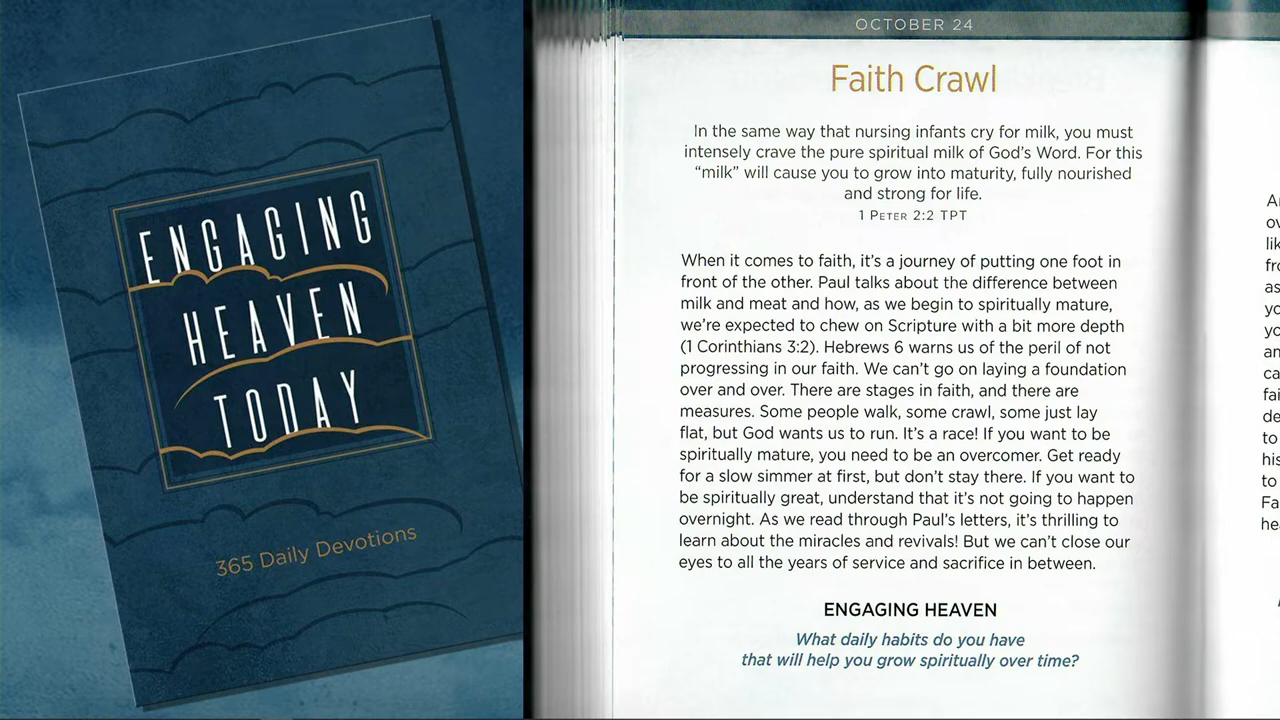 ENGAGING
HEAVEN
TODAY
365 Daily Devotions
OCTOBER 24
Faith Crawl
In the same way that nursing infants cry for milk, you must
intensely crave the pure spiritual milk of God's Word. For this
“milk” will cause you to grow into maturity, fully nourished
and strong for life.
1 Peter 2:2 TPT
When it comes to faith, it's a journey of putting one foot in
front of the other. Paul talks about the difference between
milk and meat and how, as we begin to spiritually mature,
we're expected to chew on Scripture with a bit more depth
(1 Corinthians 3:2). Hebrews 6 warns us of the peril of not
progressing in our faith. We can't go on laying a foundation
over and over. There are stages in faith, and there are
measures. Some people walk, some crawl, some just lay
flat, but God wants us to run. It's a race! If you want to be
spiritually mature, you need to be an overcomer. Get ready
for a slow simmer at first, but don't stay there. If you want to
be spiritually great, understand that it's not going to happen
overnight. As we read through Paul's letters, it's thrilling to
learn about the miracles and revivals! But we can't close our
eyes to all the years of service and sacrifice in between.
ENGAGING HEAVEN
What daily habits do you have
that will help you grow spiritually over time?